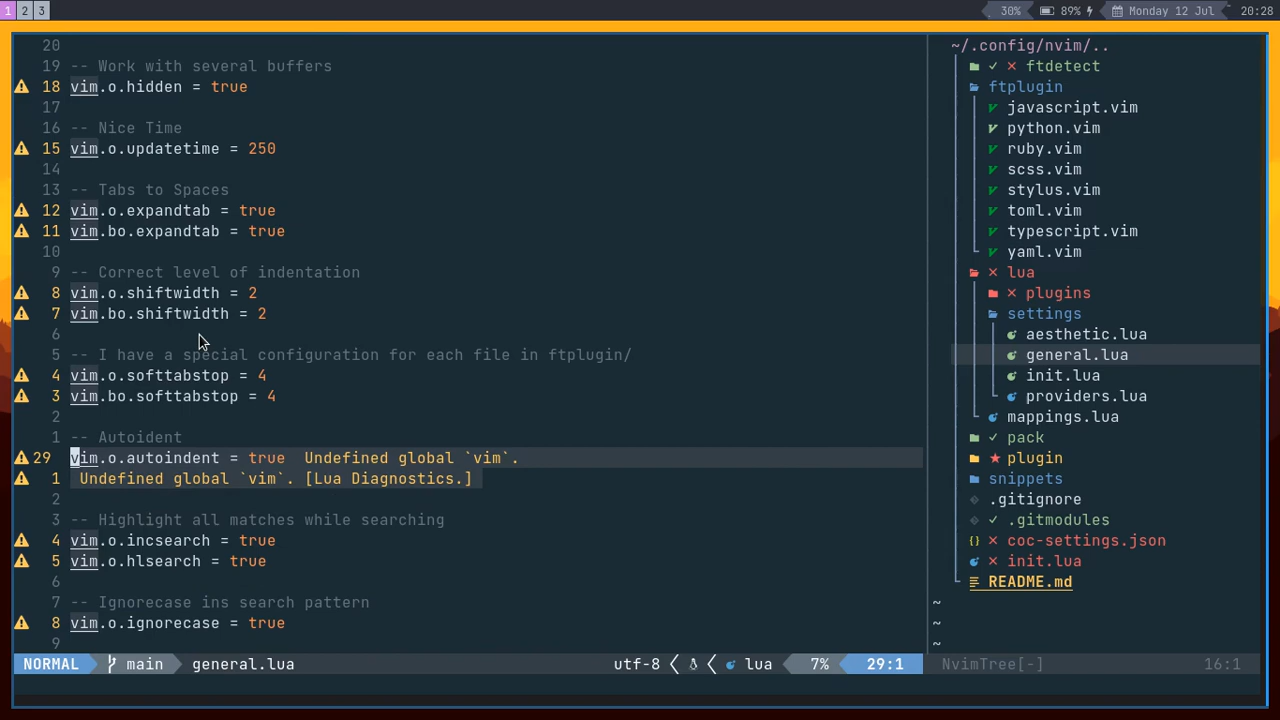 1 2 3 30% 89% Monday 12 Jul 20:28
20
19 -- Work with several buffers
18 vim.o.hidden = true
17
16 -- Nice Time
15 vim.o.updatetime = 250
14
13 -- Tabs to Spaces
12 vim.o.expandtab = true
11 vim.bo.expandtab = true
10
9 -- Correct level of indentation
8 vim.o.shiftwidth = 2
7 vim.bo.shiftwidth = 2
6
5 -- I have a special configuration for each file in ftplugin/
4 vim.o.softtabstop = 4
3 vim.bo.softtabstop = 4
2
1 -- Autoident
29 vim.o.autoindent = true  Undefined global `vim`.
1 Undefined global `vim`. [Lua Diagnostics.]
2
3 -- Highlight all matches while searching
4 vim.o.incsearch = true
5 vim.o.hlsearch = true
6
7 -- Ignorecase ins search pattern
8 vim.o.ignorecase = true
9
~/.config/nvim/..
✓ ✕ ftdetect
ftplugin
javascript.vim
python.vim
ruby.vim
scss.vim
stylus.vim
toml.vim
typescript.vim
yaml.vim
✕ lua
✕ plugins
settings
aesthetic.lua
general.lua
init.lua
providers.lua
mappings.lua
✓ pack
★ plugin
snippets
.gitignore
✓ .gitmodules
{} ✕ coc-settings.json
✕ init.lua
README.md
~
~
~
NORMAL main general.lua utf-8 lua 7% 29:1 NvimTree[-] 16:1